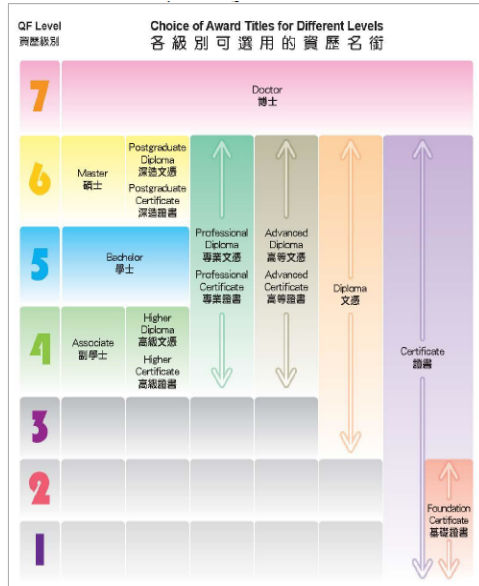 QF Level
資歷級別
Choice of Award Titles for Different Levels
各級別可選用的資歷名銜
7
Doctor
博士
6
Master
碩士
Postgraduate
Diploma
深造文憑
Postgraduate
Certificate
深造證書
5
Bachelor
學士
Professional
Diploma
專業文憑
Professional
Certificate
專業證書
Advanced
Diploma
高等文憑
Advanced
Certificate
高等證書
Diploma
文憑
4
Associate
副學士
Higher
Diploma
高級文憑
Higher
Certificate
高級證書
Certificate
證書
3
2
Foundation
Certificate
基礎證書
1